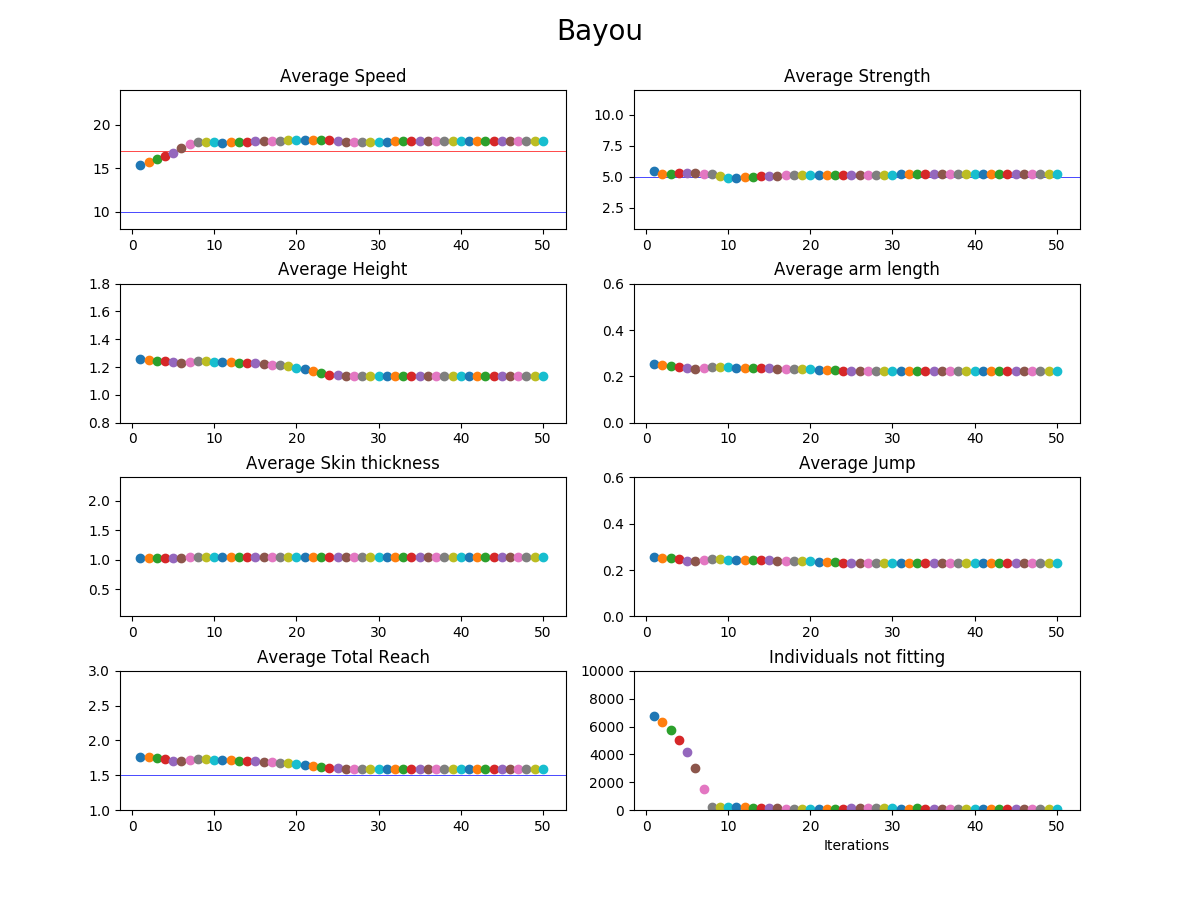 Bayou
Average Speed
20
15
10
0 10 20 30 40 50
Average Strength
10.0
7.5
5.0
2.5
0 10 20 30 40 50
Average Height
1.8
1.6
1.4
1.2
1.0
0.8
0 10 20 30 40 50
Average arm length
0.6
0.4
0.2
0.0
0 10 20 30 40 50
Average Skin thickness
2.0
1.5
1.0
0.5
0 10 20 30 40 50
Average Jump
0.6
0.4
0.2
0.0
0 10 20 30 40 50
Average Total Reach
3.0
2.5
2.0
1.5
1.0
0 10 20 30 40 50
Individuals not fitting
10000
8000
6000
4000
2000
0
0 10 20 30 40 50
Iterations